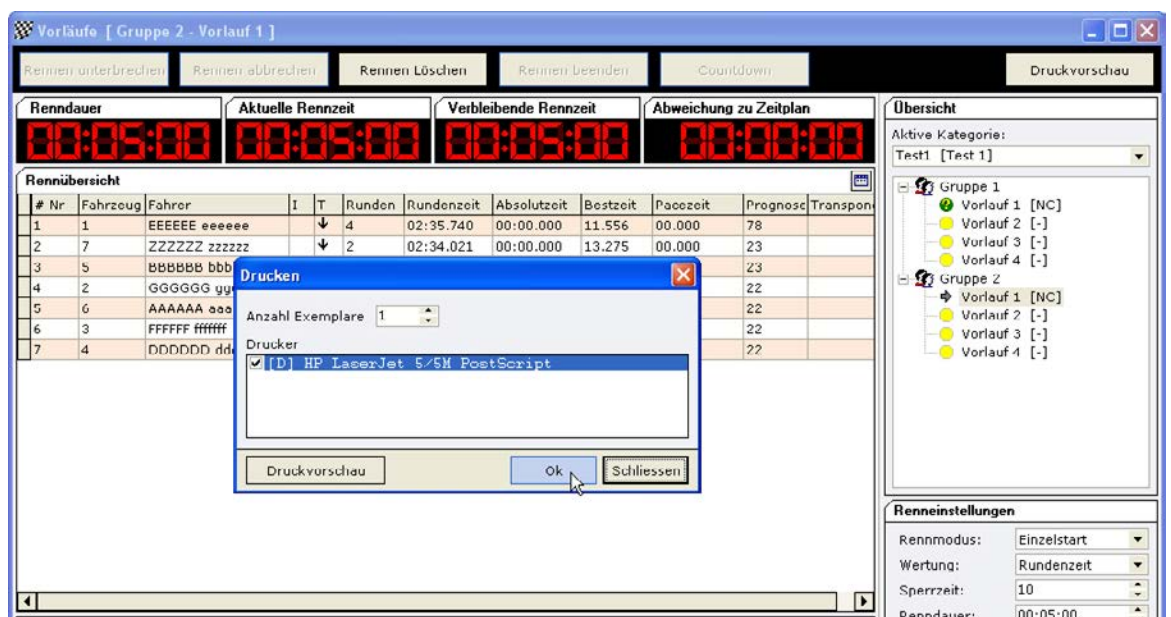 Vorläufe [ Gruppe 2 - Vorlauf 1 ]
Rennen unterbrechen Rennen abbrechen Rennen Löschen Rennen beenden Countdown Druckvorschau
Renndauer Aktuelle Rennzeit Verbleibende Rennzeit Abweichung zu Zeitplan
00:05:00 00:05:00 00:05:00 00:00:00
Rennübersicht
# Nr Fahrzeug Fahrer I T Runden Rundenzeit Absolutzeit Bestzeit Pacezeit Prognose Transpon
1 1 EEEEEE eeeeee 4 02:35.740 00:00.000 11.556 00.000 78
2 7 ZZZZZZ zzzzzz 2 02:34.021 00:00.000 13.275 00.000 23
3 5 BBBBBB bbb 23
4 2 GGGGGG 22
5 6 AAAAAA aaa 22
6 3 FFFFFF ffffff 22
7 4 DDDDDD 22
Drucken
Anzahl Exemplare 1
Drucker
[D] HP LaserJet 5/5M PostScript
Druckvorschau Ok Schliessen
Übersicht
Aktive Kategorie:
Test1 [Test 1]
Gruppe 1
Vorlauf 1 [NC]
Vorlauf 2 [-]
Vorlauf 3 [-]
Vorlauf 4 [-]
Gruppe 2
Vorlauf 1 [NC]
Vorlauf 2 [-]
Vorlauf 3 [-]
Vorlauf 4 [-]
Renneinstellungen
Rennmodus: Einzelstart
Wertung: Rundenzeit
Sperrzeit: 10
Renndauer: 00:05:00